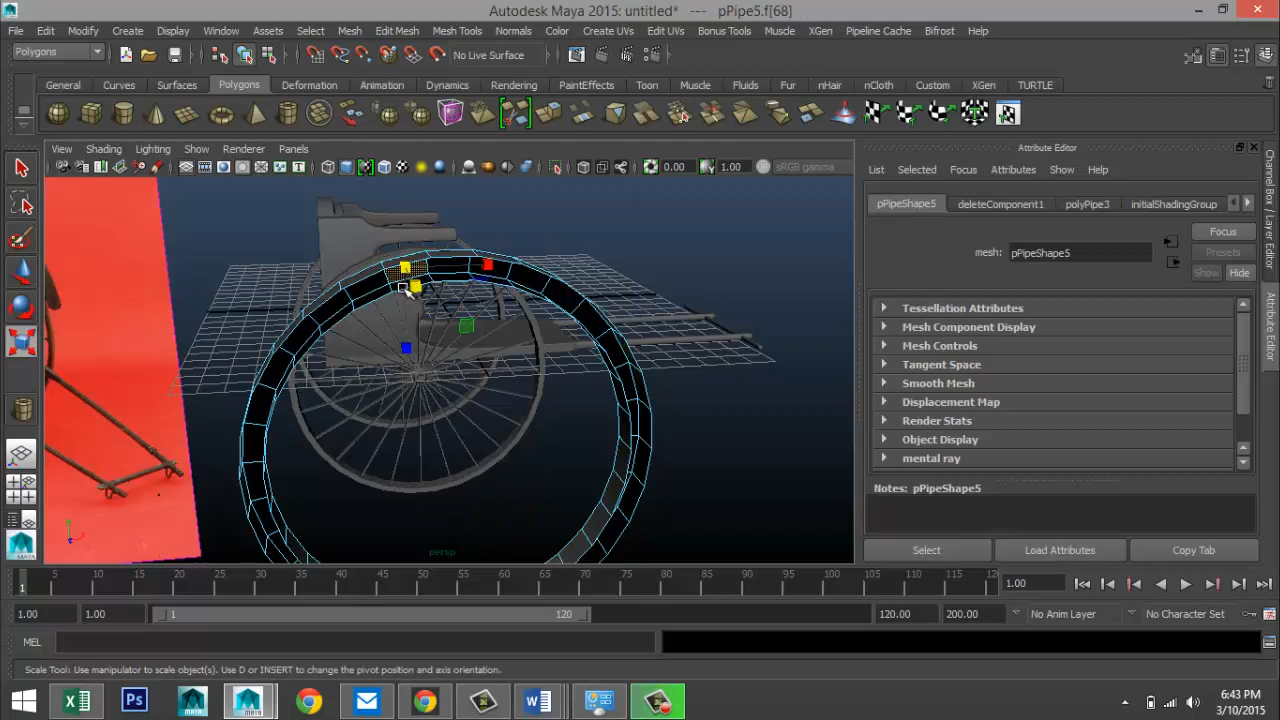 Autodesk Maya 2015: untitled* --- pPipe5.f[68]
File Edit Modify Create Display Window Assets Select Mesh Edit Mesh Mesh Tools Normals Color Create UVs Edit UVs Bonus Tools Muscle XGen Pipeline Cache Bifrost Help
Polygons No Live Surface
General Curves Surfaces Polygons Deformation Animation Dynamics Rendering PaintEffects Toon Muscle Fluids Fur nHair nCloth Custom XGen TURTLE
View Shading Lighting Show Renderer Panels
0.00 1.00 sRGB gamma
persp
Attribute Editor
List Selected Focus Attributes Show Help
pPipeShape5 deleteComponent1 polyPipe3 initialShadingGroup
Focus
mesh: pPipeShape5
Presets
Show Hide
Tessellation Attributes
Mesh Component Display
Mesh Controls
Tangent Space
Smooth Mesh
Displacement Map
Render Stats
Object Display
mental ray
Notes: pPipeShape5
Select Load Attributes Copy Tab
Channel Box / Layer Editor
Attribute Editor
1 5 10 15 20 25 30 35 40 45 50 55 60 65 70 75 80 85 90 95 100 105 110 115 120 1.00
1.00 1.00 1 120 120.00 200.00 No Anim Layer No Character Set
MEL
Scale Tool: Use manipulator to scale object(s). Use D or INSERT to change the pivot position and axis orientation.
6:43 PM
3/10/2015